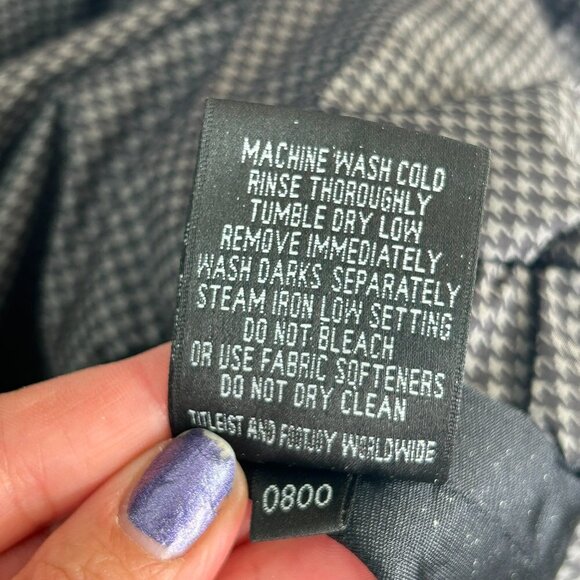 MACHINE WASH COLD
RINSE THOROUGHLY
TUMBLE DRY LOW
REMOVE IMMEDIATELY
WASH DARKS SEPARATELY
STEAM IRON LOW SETTING
DO NOT BLEACH
OR USE FABRIC SOFTENERS
DO NOT DRY CLEAN
TITLEIST AND FOOTJOY WORLDWIDE
0800